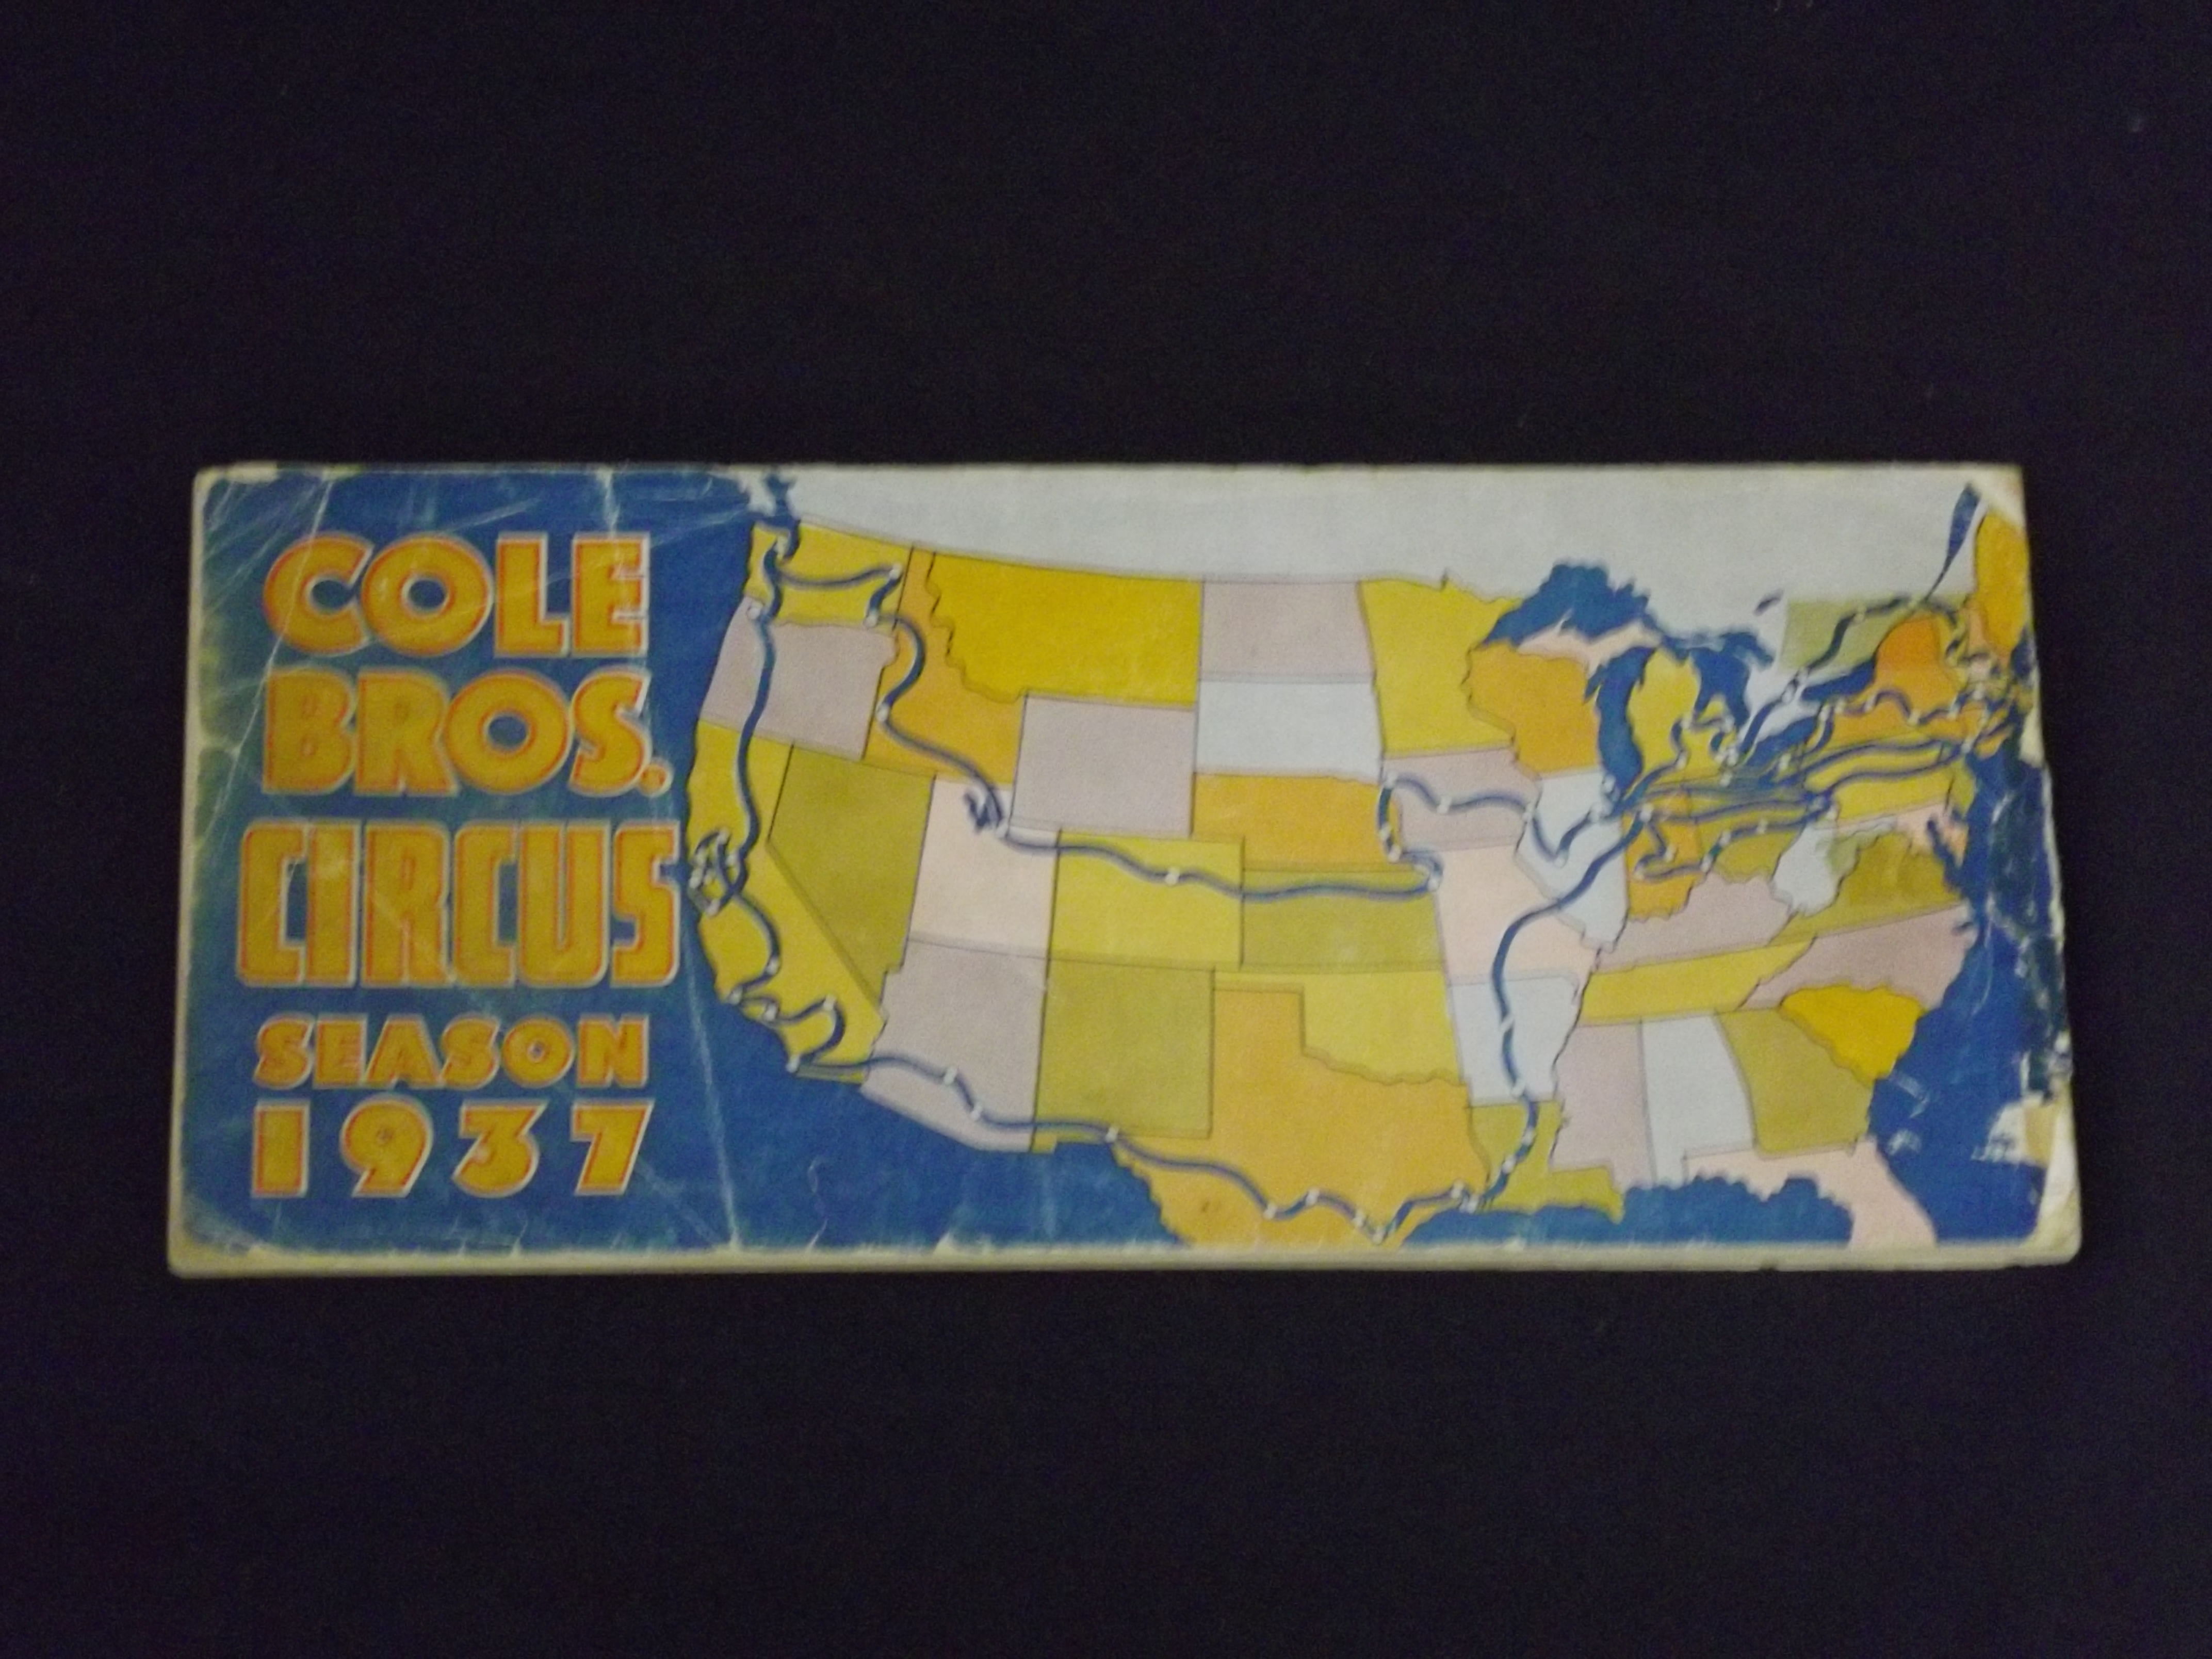 COLE
BROS.
CIRCUS
SEASON
1937